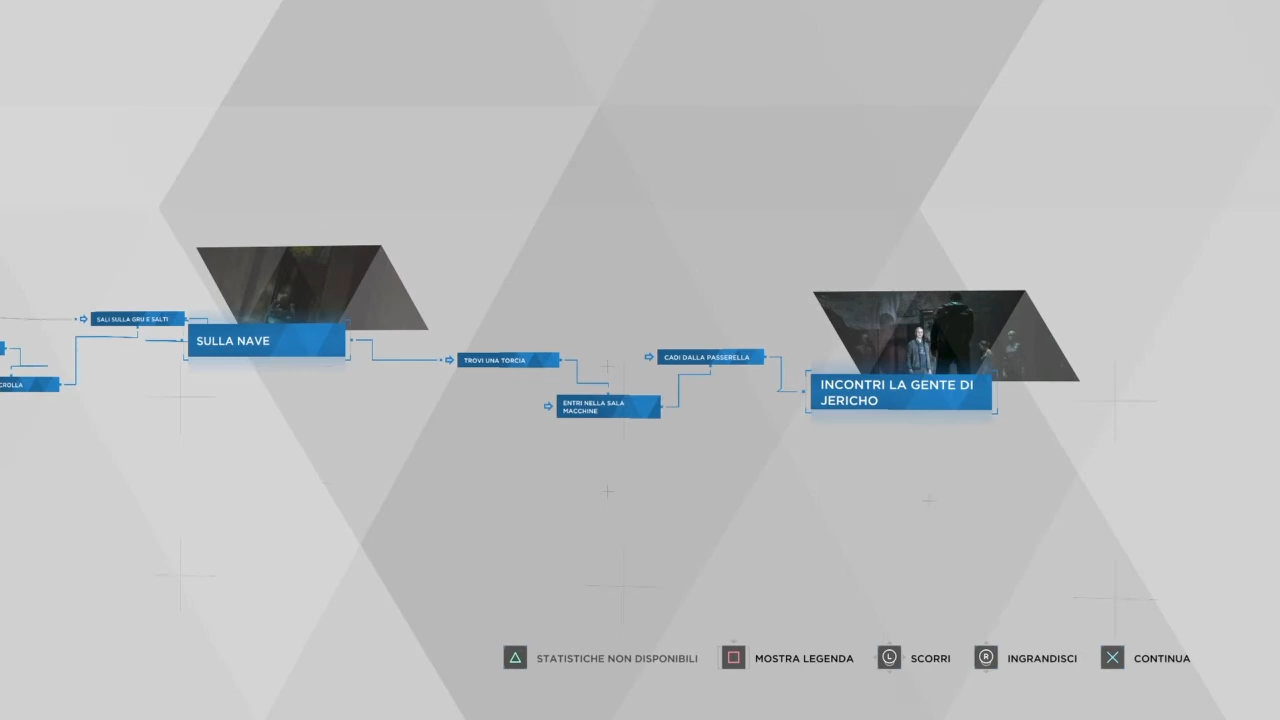 SALI SULLA GRU E SALTI
SULLA NAVE
CROLLA
TROVI UNA TORCIA
ENTRI NELLA SALA
MACCHINE
CADI DALLA PASSERELLA
INCONTRI LA GENTE DI
JERICHO
STATISTICHE NON DISPONIBILI
MOSTRA LEGENDA
L
SCORRI
R
INGRANDISCI
CONTINUA